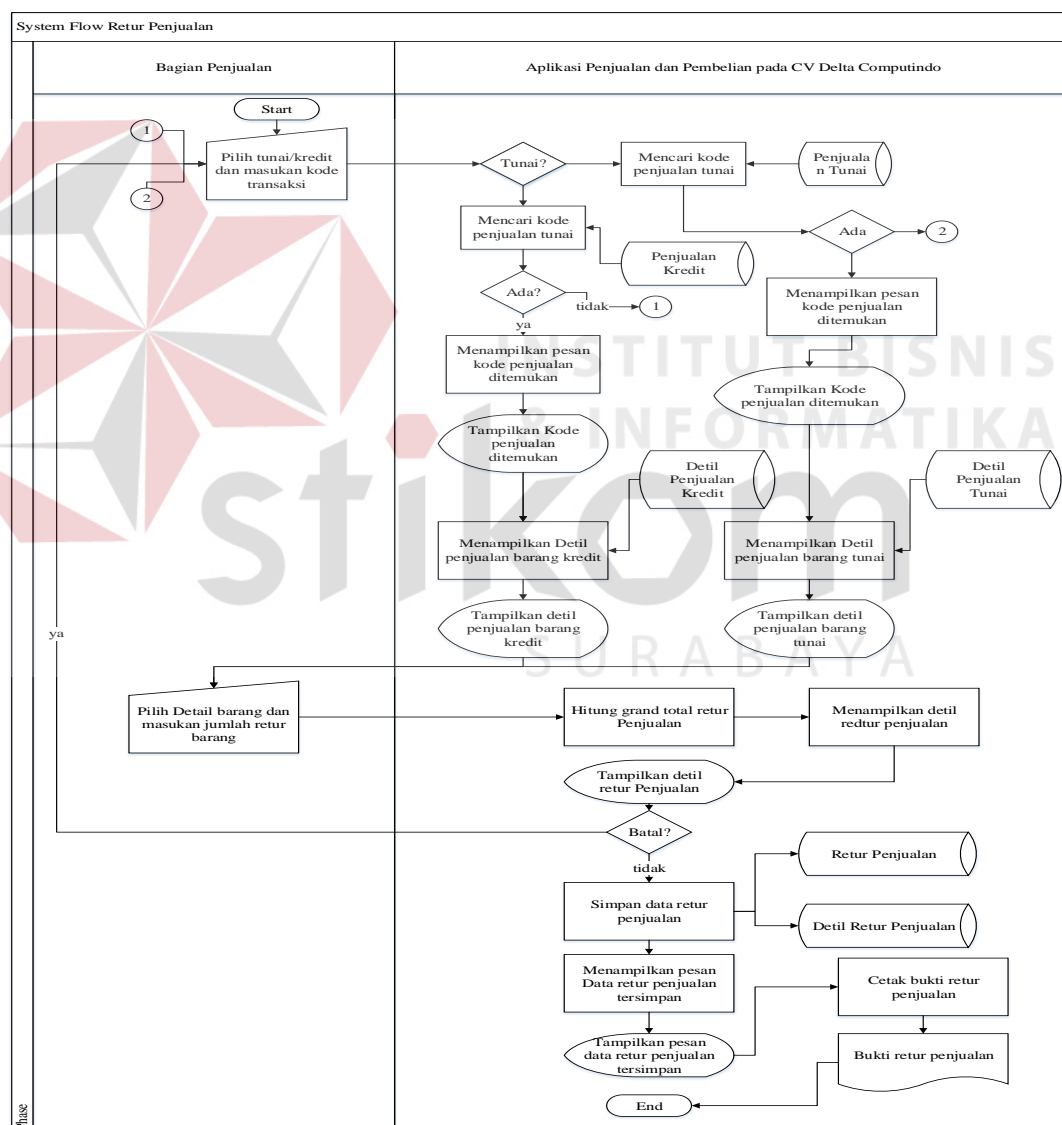 System Flow Retur Penjualan
Bagian Penjualan
Aplikasi Penjualan dan Pembelian pada CV Delta Computindo
Start
1
2
Pilih tunai/kredit
dan masukan kode
transaksi
Tunai?
Mencari kode
penjualan tunai
Penjuala
n Tunai
Mencari kode
penjualan tunai
Ada
2
Penjualan
Kredit
Ada?
tidak
1
ya
Menampilkan pesan
kode penjualan
ditemukan
Menampilkan pesan
kode penjualan
ditemukan
INSTITUT BISNIS
& INFORMATIKA
stikom
SURABAYA
Tampilkan Kode
penjualan ditemukan
Tampilkan Kode
penjualan
ditemukan
Detil
Penjualan
Kredit
Detil
Penjualan
Tunai
Menampilkan Detil
penjualan barang kredit
Menampilkan Detil
penjualan barang tunai
Tampilkan detil
penjualan barang
kredit
Tampilkan detil
penjualan barang
tunai
ya
Pilih Detail barang dan
masukan jumlah retur
barang
Hitung grand total retur
Penjualan
Menampilkan detil
redtur penjualan
Tampilkan detil
retur Penjualan
Batal?
tidak
Retur Penjualan
Simpan data retur
penjualan
Detil Retur Penjualan
Menampilkan pesan
Data retur penjualan
tersimpan
Cetak bukti retur
penjualan
Tampilkan pesan
data retur penjualan
tersimpan
Bukti retur penjualan
End
Phase